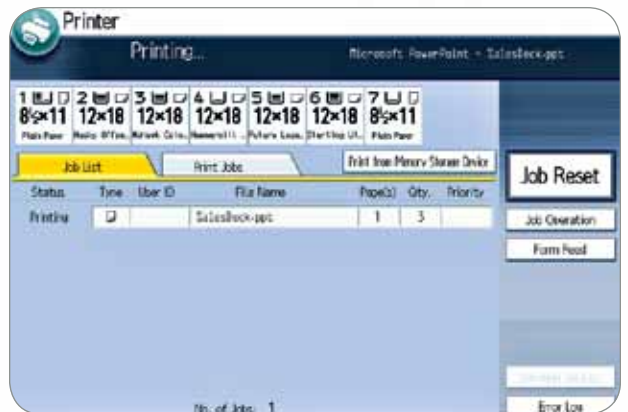 Printer
Printing...
Microsoft PowerPoint - SalesDeck.ppt
1 2 3 4 5 6 7
8½×11 12×18 12×18 12×18 12×18 12×18 8½×11
Plain Paper Plain Paper
Job List Print Jobs Print from Memory Storage Device
Job Reset
Status Type User ID File Name Page(s) Qty. Priority
Printing SalesDeck.ppt 1 3
Job Operation
Form Feed
No. of Jobs: 1
Error Log